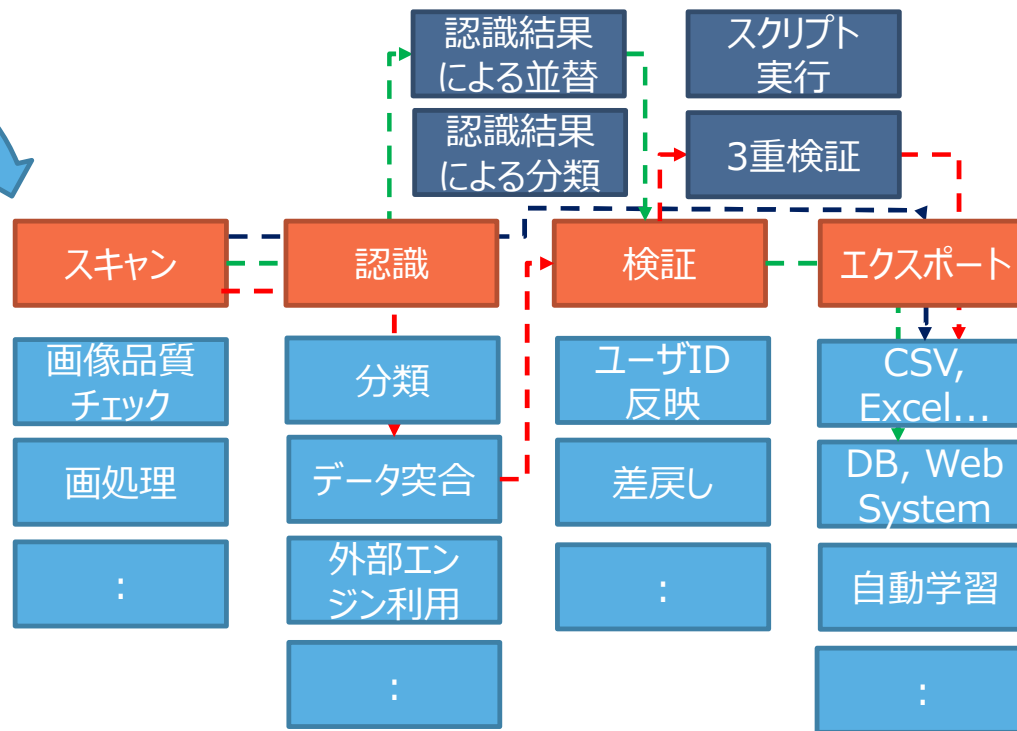 認識結果
による並替
スクリプト
実行
認識結果
による分類
3重検証
スキャン
認識
検証
エクスポート
画像品質
チェック
分類
ユーザID
反映
CSV,
Excel...
画処理
データ突合
差戻し
DB, Web
System
:
外部エン
ジン利用
:
自動学習
:
: